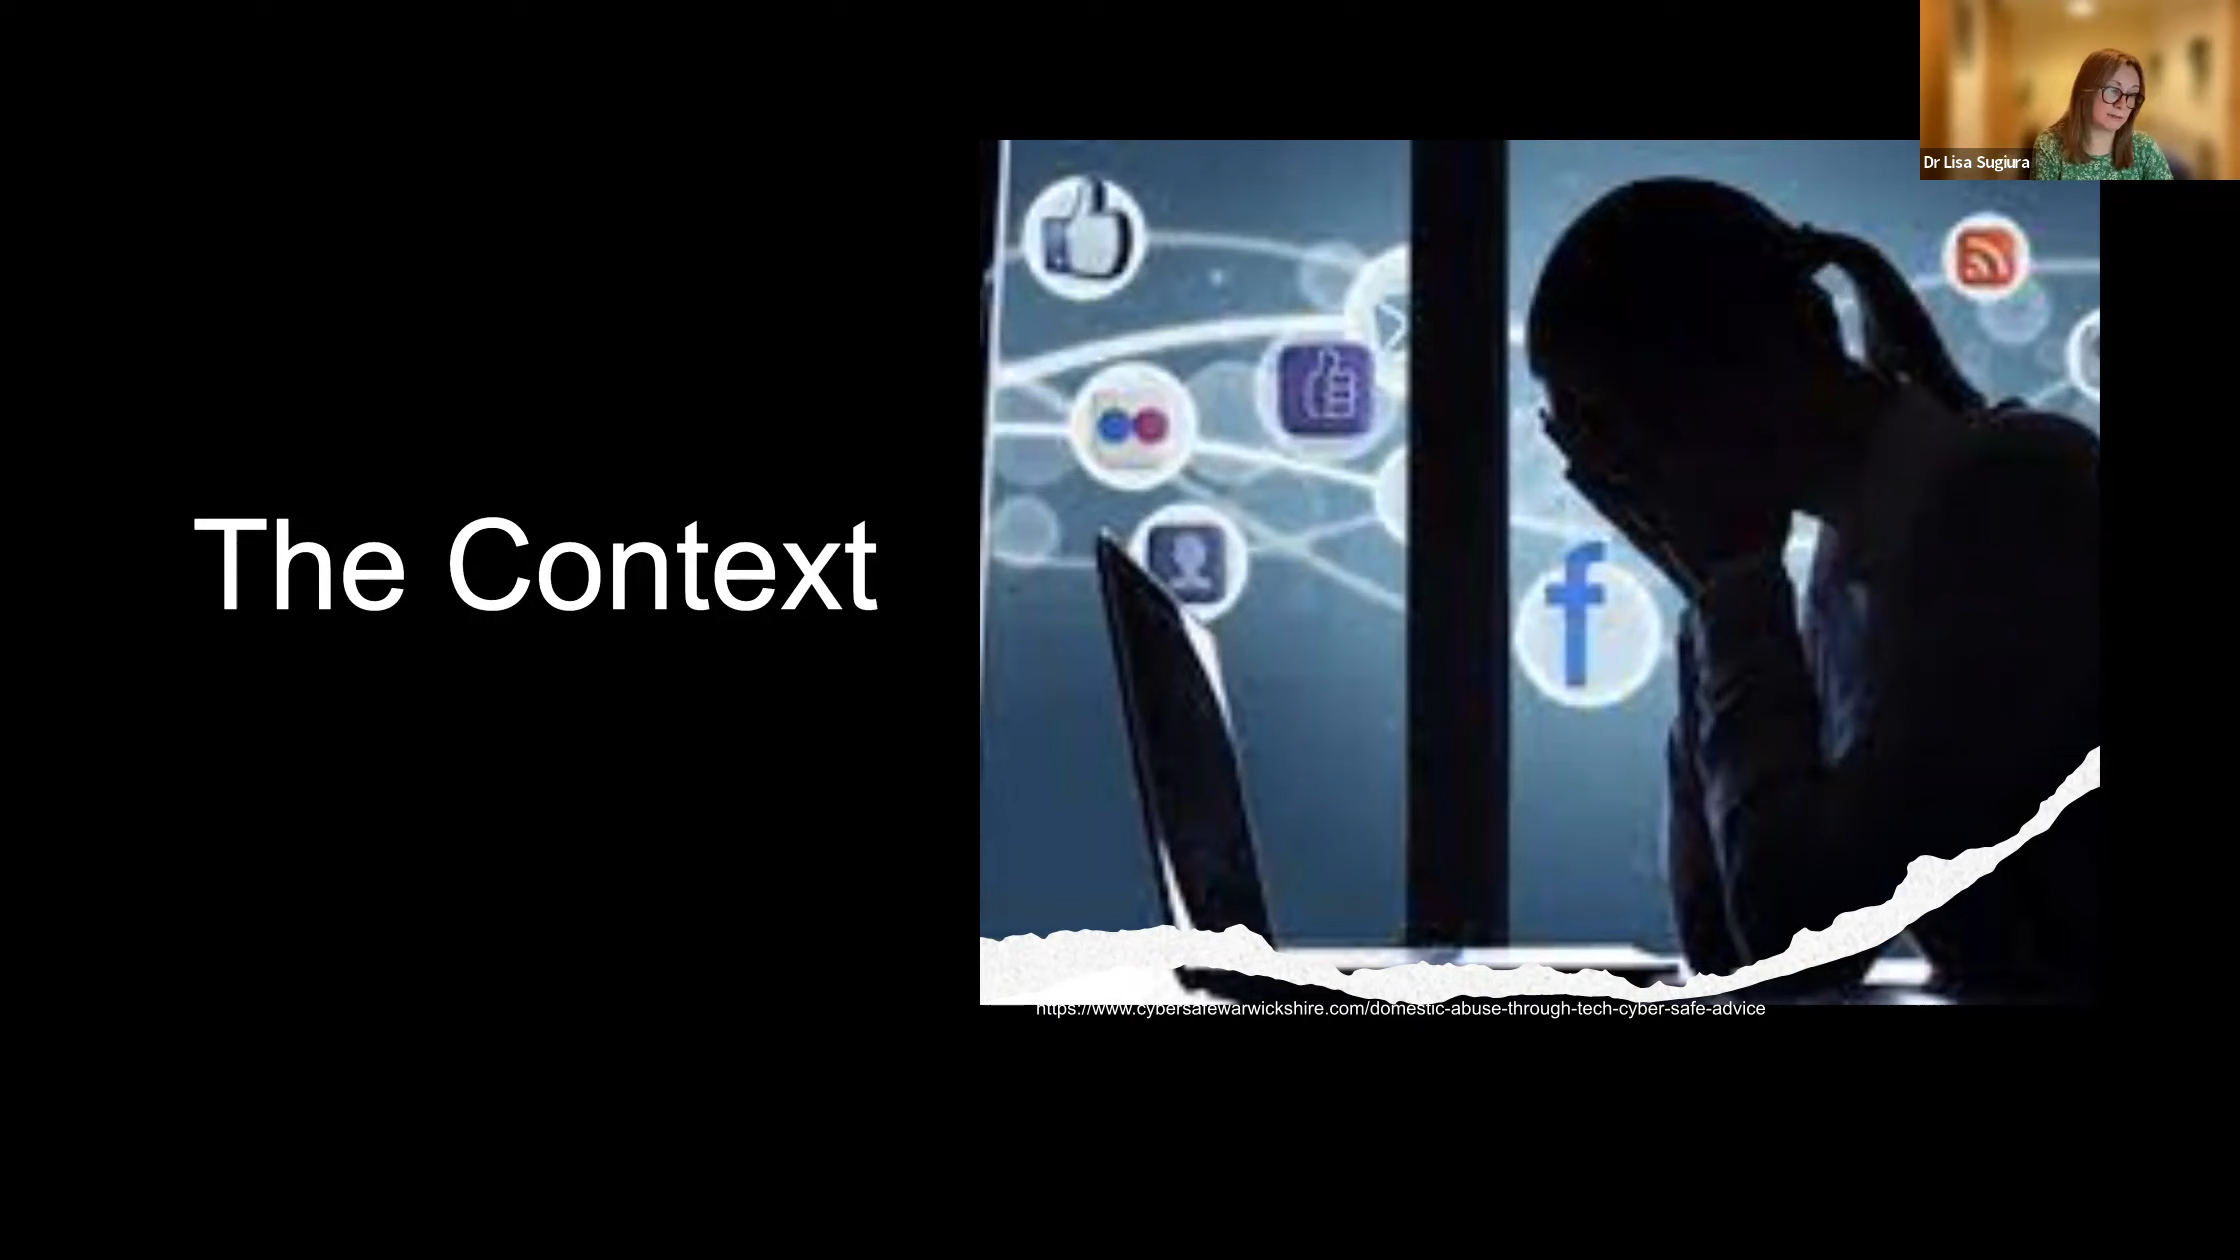 Dr Lisa Sugiura
The Context
https://www.cybersafewarwickshire.com/domestic-abuse-through-tech-cyber-safe-advice